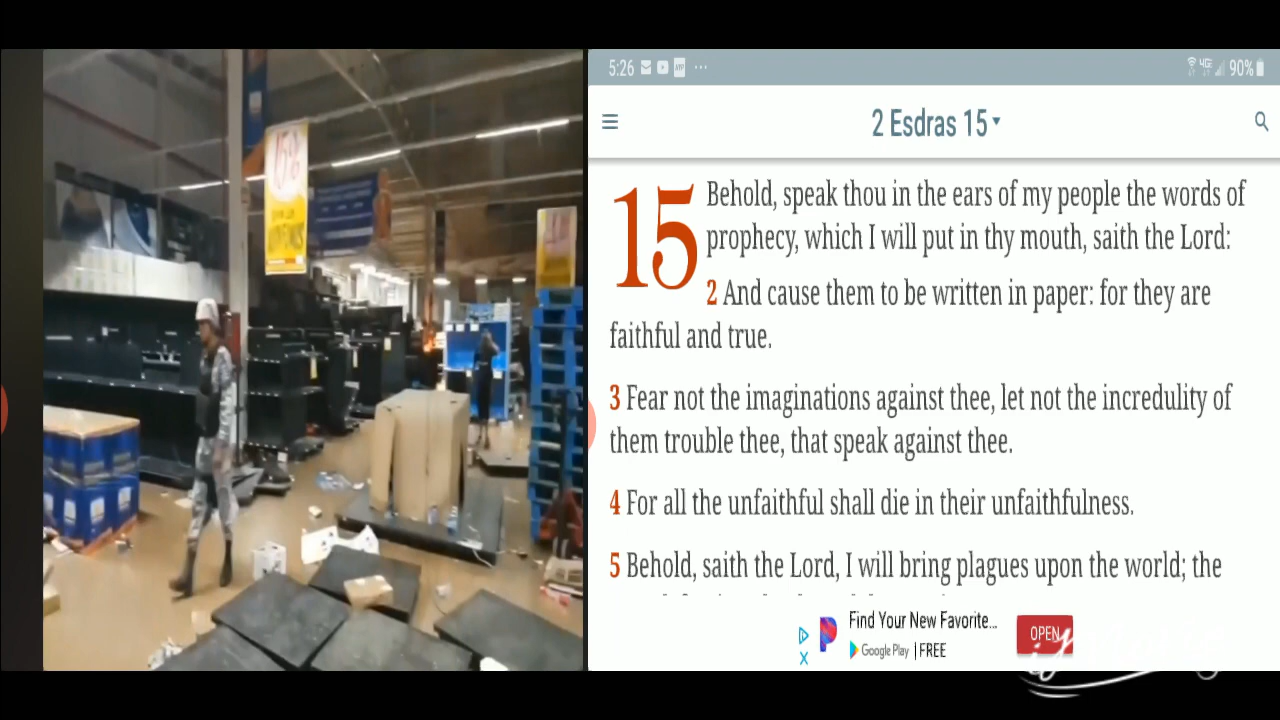 15%
5:26
90%
2 Esdras 15
15 Behold, speak thou in the ears of my people the words of
prophecy, which I will put in thy mouth, saith the Lord:
2 And cause them to be written in paper: for they are
faithful and true.
3 Fear not the imaginations against thee, let not the incredulity of
them trouble thee, that speak against thee.
4 For all the unfaithful shall die in their unfaithfulness.
5 Behold, saith the Lord, I will bring plagues upon the world; the
Find Your New Favorite...
Google Play | FREE
OPEN